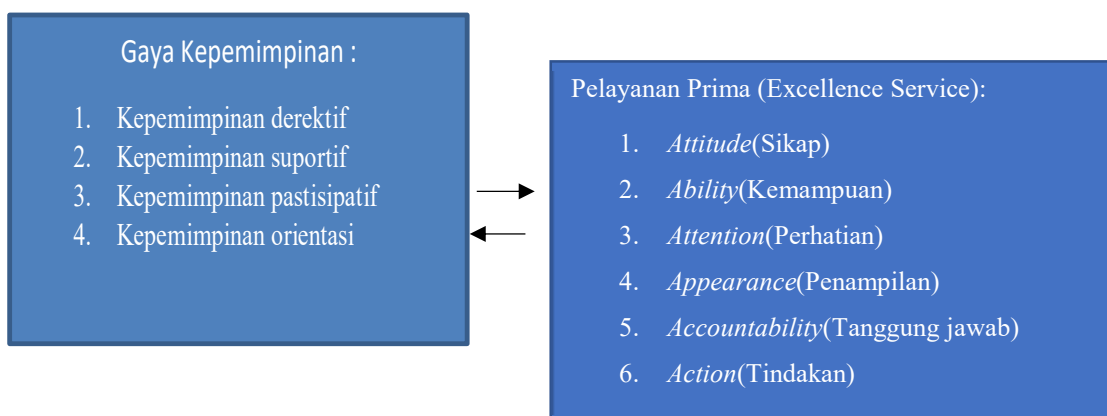 Gaya Kepemimpinan :
1. Kepemimpinan derektif
2. Kepemimpinan suportif
3. Kepemimpinan pastisipatif
4. Kepemimpinan orientasi
Pelayanan Prima (Excellence Service):
1. Attitude(Sikap)
2. Ability(Kemampuan)
3. Attention(Perhatian)
4. Appearance(Penampilan)
5. Accountability(Tanggung jawab)
6. Action(Tindakan)